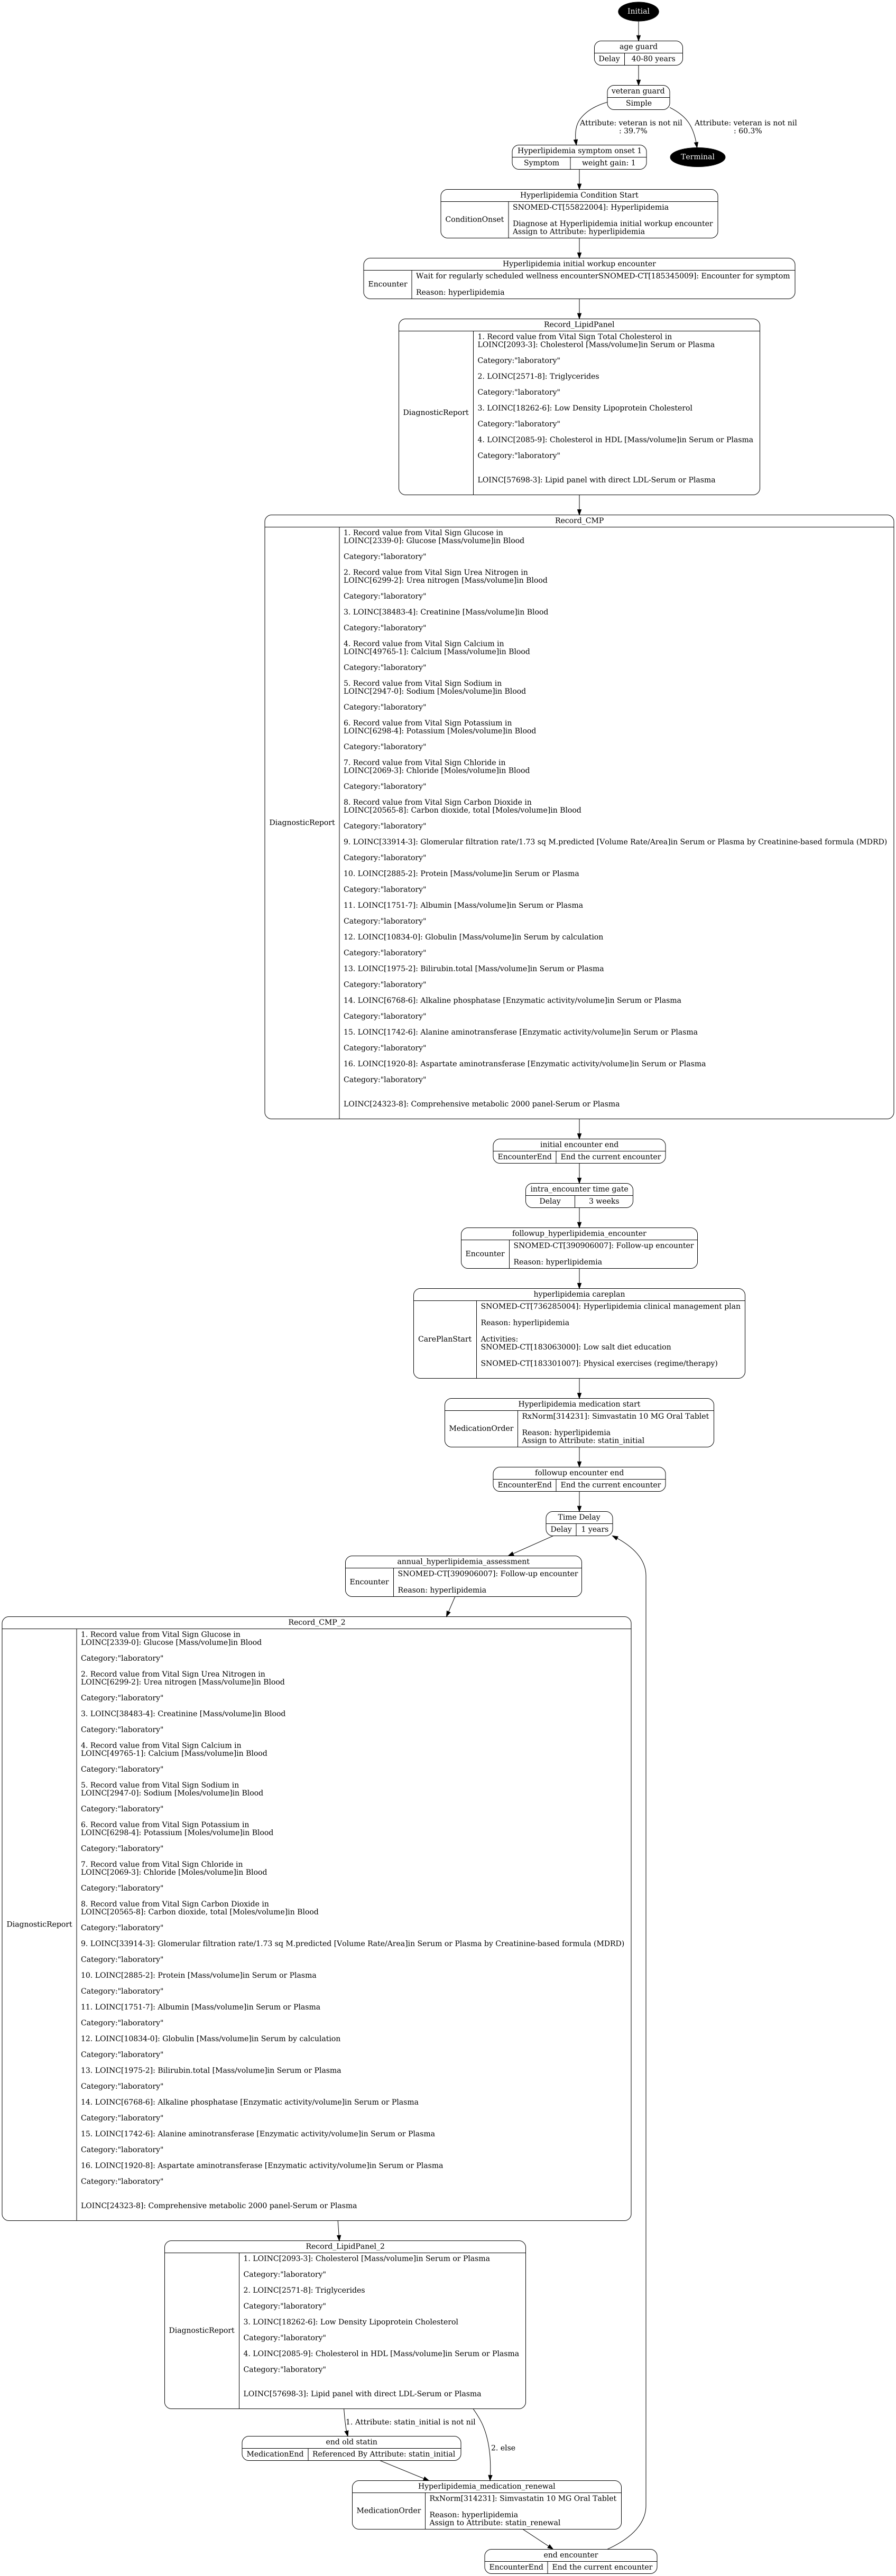 Initial
age guard
Delay
40-80 years
veteran guard
Simple
Attribute: veteran is not nil
: 39.7%
Attribute: veteran is not nil
: 60.3%
Hyperlipidemia symptom onset 1
Symptom
weight gain: 1
Terminal
Hyperlipidemia Condition Start
ConditionOnset
SNOMED-CT[55822004]: Hyperlipidemia
Diagnose at Hyperlipidemia initial workup encounter
Assign to Attribute: hyperlipidemia
Hyperlipidemia initial workup encounter
Encounter
Wait for regularly scheduled wellness encounterSNOMED-CT[185345009]: Encounter for symptom
Reason: hyperlipidemia
Record_LipidPanel
DiagnosticReport
1. Record value from Vital Sign Total Cholesterol in
LOINC[2093-3]: Cholesterol [Mass/volume]in Serum or Plasma
Category:"laboratory"
2. LOINC[2571-8]: Triglycerides
Category:"laboratory"
3. LOINC[18262-6]: Low Density Lipoprotein Cholesterol
Category:"laboratory"
4. LOINC[2085-9]: Cholesterol in HDL [Mass/volume]in Serum or Plasma
Category:"laboratory"
LOINC[57698-3]: Lipid panel with direct LDL-Serum or Plasma
Record_CMP
DiagnosticReport
1. Record value from Vital Sign Glucose in
LOINC[2339-0]: Glucose [Mass/volume]in Blood
Category:"laboratory"
2. Record value from Vital Sign Urea Nitrogen in
LOINC[6299-2]: Urea nitrogen [Mass/volume]in Blood
Category:"laboratory"
3. LOINC[38483-4]: Creatinine [Mass/volume]in Blood
Category:"laboratory"
4. Record value from Vital Sign Calcium in
LOINC[49765-1]: Calcium [Mass/volume]in Blood
Category:"laboratory"
5. Record value from Vital Sign Sodium in
LOINC[2947-0]: Sodium [Moles/volume]in Blood
Category:"laboratory"
6. Record value from Vital Sign Potassium in
LOINC[6298-4]: Potassium [Moles/volume]in Blood
Category:"laboratory"
7. Record value from Vital Sign Chloride in
LOINC[2069-3]: Chloride [Moles/volume]in Blood
Category:"laboratory"
8. Record value from Vital Sign Carbon Dioxide in
LOINC[20565-8]: Carbon dioxide, total [Moles/volume]in Blood
Category:"laboratory"
9. LOINC[33914-3]: Glomerular filtration rate/1.73 sq M.predicted [Volume Rate/Area]in Serum or Plasma by Creatinine-based formula (MDRD)
Category:"laboratory"
10. LOINC[2885-2]: Protein [Mass/volume]in Serum or Plasma
Category:"laboratory"
11. LOINC[1751-7]: Albumin [Mass/volume]in Serum or Plasma
Category:"laboratory"
12. LOINC[10834-0]: Globulin [Mass/volume]in Serum by calculation
Category:"laboratory"
13. LOINC[1975-2]: Bilirubin.total [Mass/volume]in Serum or Plasma
Category:"laboratory"
14. LOINC[6768-6]: Alkaline phosphatase [Enzymatic activity/volume]in Serum or Plasma
Category:"laboratory"
15. LOINC[1742-6]: Alanine aminotransferase [Enzymatic activity/volume]in Serum or Plasma
Category:"laboratory"
16. LOINC[1920-8]: Aspartate aminotransferase [Enzymatic activity/volume]in Serum or Plasma
Category:"laboratory"
LOINC[24323-8]: Comprehensive metabolic 2000 panel-Serum or Plasma
initial encounter end
EncounterEnd
End the current encounter
intra_encounter time gate
Delay
3 weeks
followup_hyperlipidemia_encounter
Encounter
SNOMED-CT[390906007]: Follow-up encounter
Reason: hyperlipidemia
hyperlipidemia careplan
CarePlanStart
SNOMED-CT[736285004]: Hyperlipidemia clinical management plan
Reason: hyperlipidemia
Activities:
SNOMED-CT[183063000]: Low salt diet education
SNOMED-CT[183301007]: Physical exercises (regime/therapy)
Hyperlipidemia medication start
MedicationOrder
RxNorm[314231]: Simvastatin 10 MG Oral Tablet
Reason: hyperlipidemia
Assign to Attribute: statin_initial
followup encounter end
EncounterEnd
End the current encounter
Time Delay
Delay
1 years
annual_hyperlipidemia_assessment
Encounter
SNOMED-CT[390906007]: Follow-up encounter
Reason: hyperlipidemia
Record_CMP_2
DiagnosticReport
1. Record value from Vital Sign Glucose in
LOINC[2339-0]: Glucose [Mass/volume]in Blood
Category:"laboratory"
2. Record value from Vital Sign Urea Nitrogen in
LOINC[6299-2]: Urea nitrogen [Mass/volume]in Blood
Category:"laboratory"
3. LOINC[38483-4]: Creatinine [Mass/volume]in Blood
Category:"laboratory"
4. Record value from Vital Sign Calcium in
LOINC[49765-1]: Calcium [Mass/volume]in Blood
Category:"laboratory"
5. Record value from Vital Sign Sodium in
LOINC[2947-0]: Sodium [Moles/volume]in Blood
Category:"laboratory"
6. Record value from Vital Sign Potassium in
LOINC[6298-4]: Potassium [Moles/volume]in Blood
Category:"laboratory"
7. Record value from Vital Sign Chloride in
LOINC[2069-3]: Chloride [Moles/volume]in Blood
Category:"laboratory"
8. Record value from Vital Sign Carbon Dioxide in
LOINC[20565-8]: Carbon dioxide, total [Moles/volume]in Blood
Category:"laboratory"
9. LOINC[33914-3]: Glomerular filtration rate/1.73 sq M.predicted [Volume Rate/Area]in Serum or Plasma by Creatinine-based formula (MDRD)
Category:"laboratory"
10. LOINC[2885-2]: Protein [Mass/volume]in Serum or Plasma
Category:"laboratory"
11. LOINC[1751-7]: Albumin [Mass/volume]in Serum or Plasma
Category:"laboratory"
12. LOINC[10834-0]: Globulin [Mass/volume]in Serum by calculation
Category:"laboratory"
13. LOINC[1975-2]: Bilirubin.total [Mass/volume]in Serum or Plasma
Category:"laboratory"
14. LOINC[6768-6]: Alkaline phosphatase [Enzymatic activity/volume]in Serum or Plasma
Category:"laboratory"
15. LOINC[1742-6]: Alanine aminotransferase [Enzymatic activity/volume]in Serum or Plasma
Category:"laboratory"
16. LOINC[1920-8]: Aspartate aminotransferase [Enzymatic activity/volume]in Serum or Plasma
Category:"laboratory"
LOINC[24323-8]: Comprehensive metabolic 2000 panel-Serum or Plasma
Record_LipidPanel_2
DiagnosticReport
1. LOINC[2093-3]: Cholesterol [Mass/volume]in Serum or Plasma
Category:"laboratory"
2. LOINC[2571-8]: Triglycerides
Category:"laboratory"
3. LOINC[18262-6]: Low Density Lipoprotein Cholesterol
Category:"laboratory"
4. LOINC[2085-9]: Cholesterol in HDL [Mass/volume]in Serum or Plasma
Category:"laboratory"
LOINC[57698-3]: Lipid panel with direct LDL-Serum or Plasma
1. Attribute: statin_initial is not nil
end old statin
MedicationEnd
Referenced By Attribute: statin_initial
2. else
Hyperlipidemia_medication_renewal
MedicationOrder
RxNorm[314231]: Simvastatin 10 MG Oral Tablet
Reason: hyperlipidemia
Assign to Attribute: statin_renewal
end encounter
EncounterEnd
End the current encounter